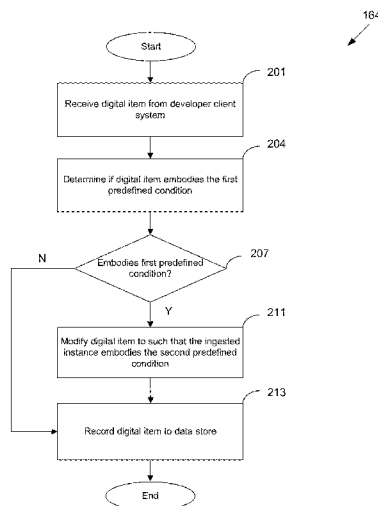 164
Start
201
Receive digital item from developer client
system
204
Determine if digital item embodies the first
predefined condition
N
Embodies first predefined
condition?
207
Y
211
Modify digital item to such that the ingested
instance embodies the second predefined
condition
213
Record digital item to data store
End